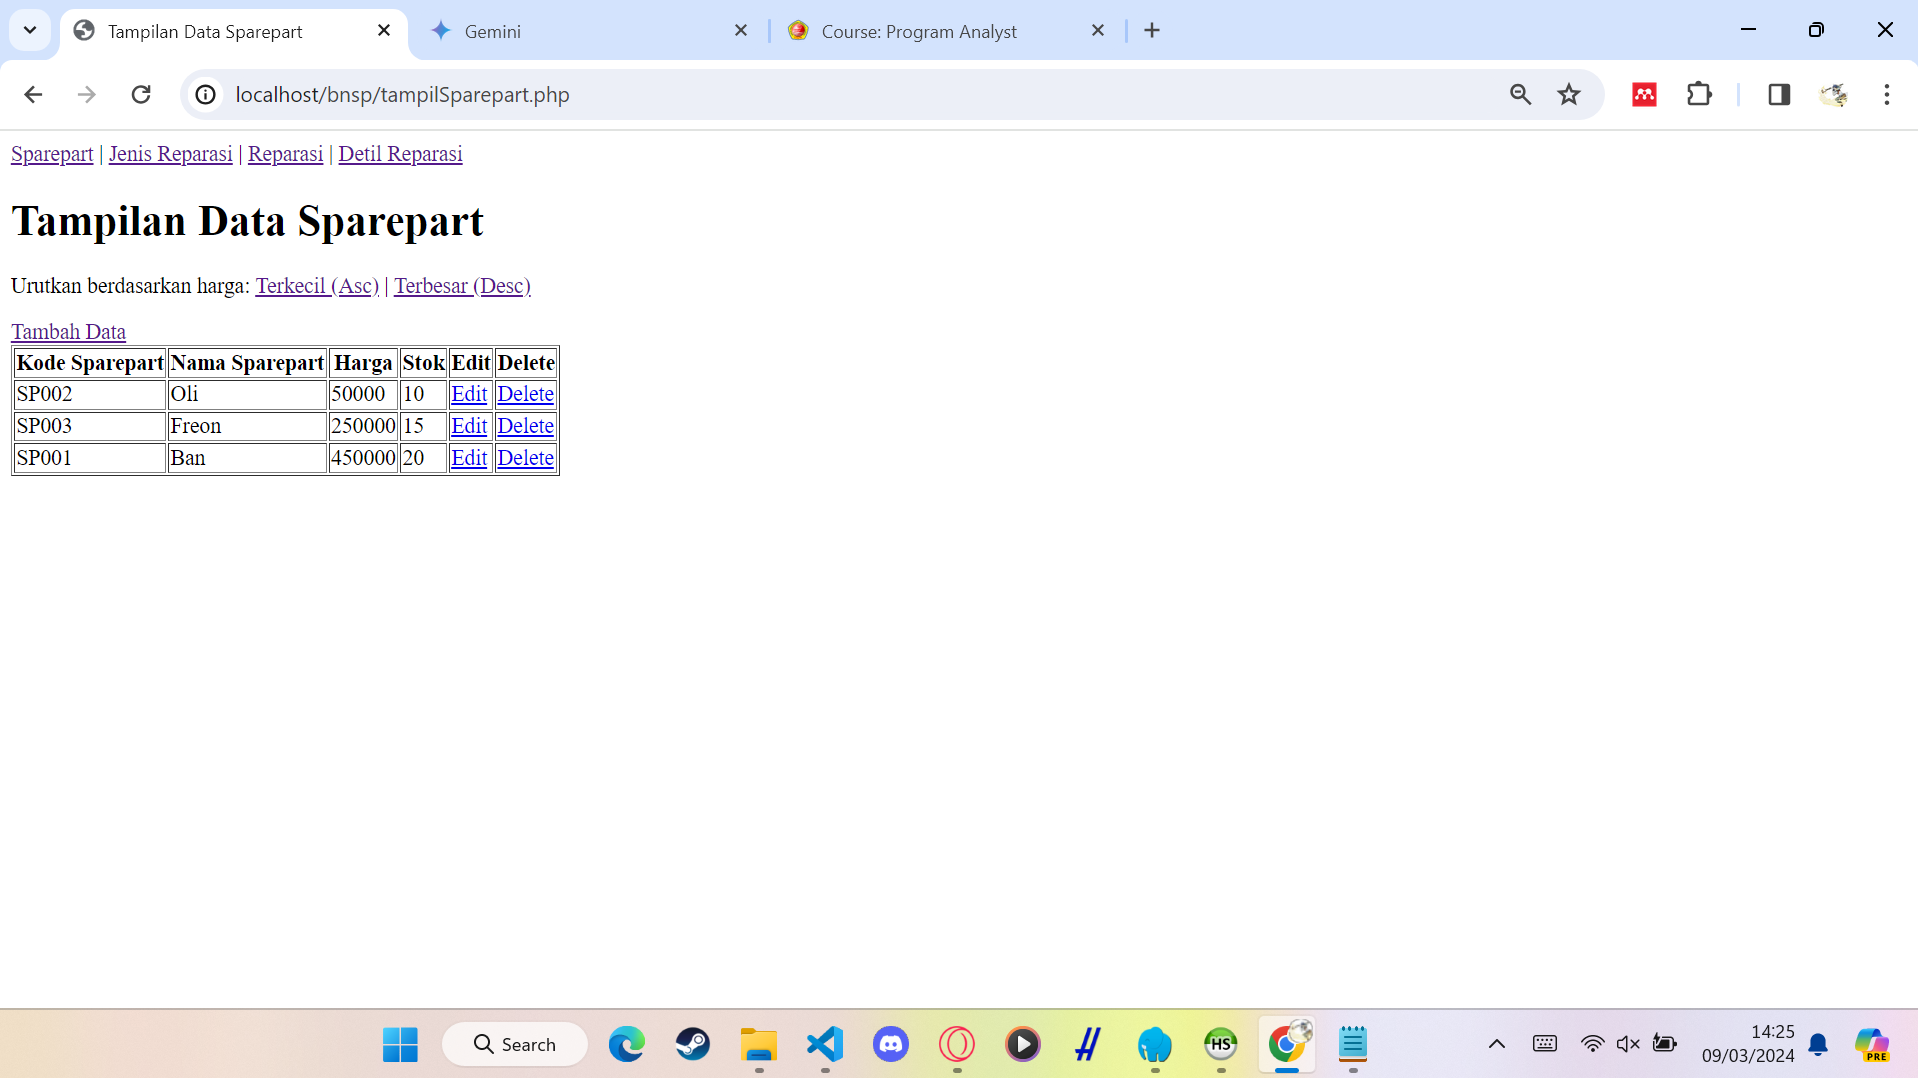 Tampilan Data Sparepart
Gemini
Course: Program Analyst
localhost/bnsp/tampilSparepart.php
Sparepart | Jenis Reparasi | Reparasi | Detil Reparasi
Tampilan Data Sparepart
Urutkan berdasarkan harga: Terkecil (Asc) | Terbesar (Desc)
Tambah Data
Kode Sparepart Nama Sparepart Harga Stok Edit Delete
SP002 Oli 50000 10 Edit Delete
SP003 Freon 250000 15 Edit Delete
SP001 Ban 450000 20 Edit Delete
Search
HS
14:25
09/03/2024
PRE